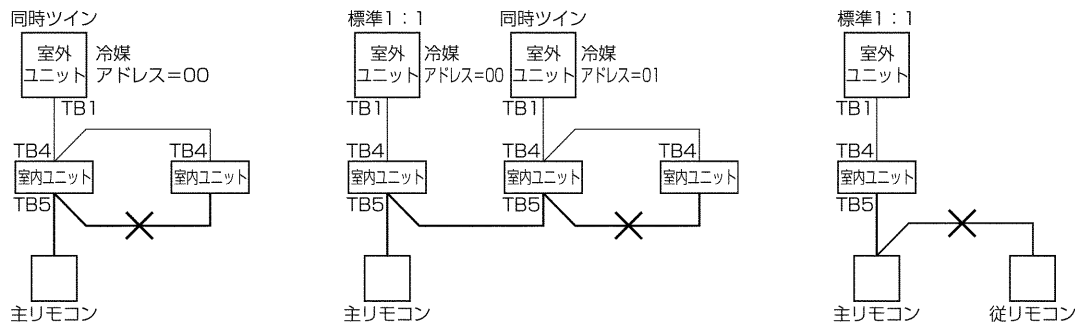 同時ツイン
室外
ユニット
冷媒
アドレス=00
TB1
TB4
TB4
室内ユニット
室内ユニット
TB5
主リモコン
標準1：1
同時ツイン
室外
ユニット
冷媒
アドレス=00
室外
ユニット
冷媒
アドレス=01
TB1
TB1
TB4
TB4
TB4
室内ユニット
室内ユニット
室内ユニット
TB5
TB5
主リモコン
標準1：1
室外
ユニット
TB1
TB4
室内ユニット
TB5
主リモコン
従リモコン